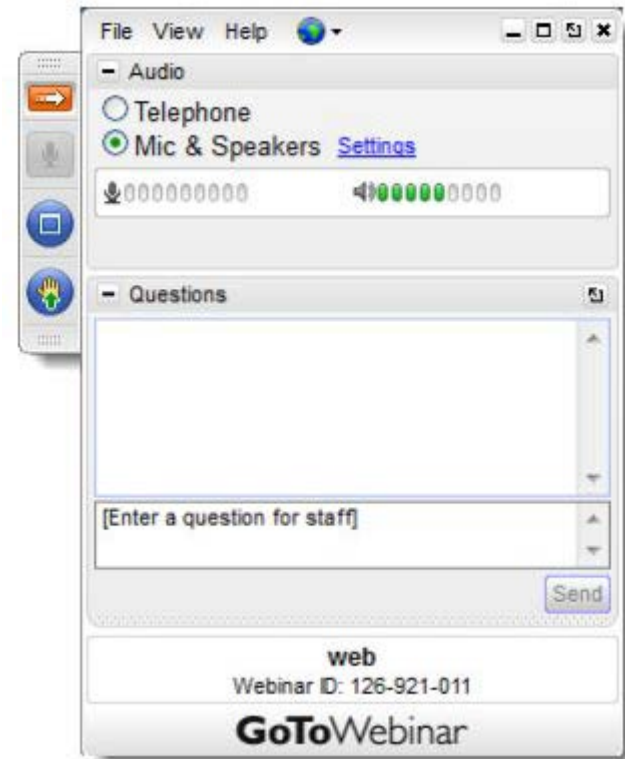 File View Help
Audio
Telephone
Mic & Speakers Settings
Questions
[Enter a question for staff]
Send
web
Webinar ID: 126-921-011
GoToWebinar